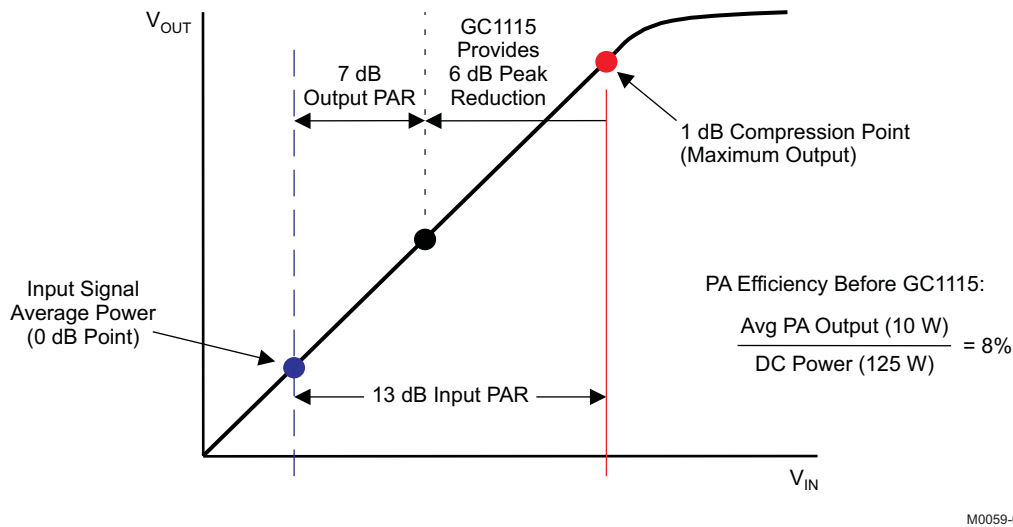 V_OUT
GC1115
Provides
6 dB Peak
Reduction
7 dB
Output PAR
1 dB Compression Point
(Maximum Output)
Input Signal
Average Power
(0 dB Point)
PA Efficiency Before GC1115:
Avg PA Output (10 W)
DC Power (125 W)
= 8%
13 dB Input PAR
V_IN